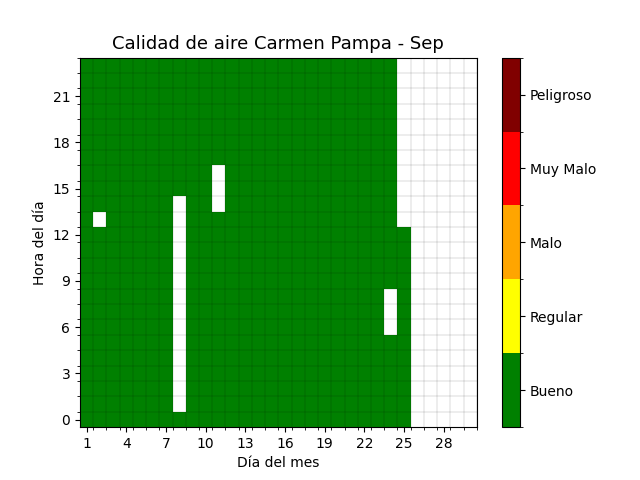 Calidad de aire Carmen Pampa - Sep
Hora del día
21
18
15
12
9
6
3
0
1 4 7 10 13 16 19 22 25 28
Día del mes
Peligroso
Muy Malo
Malo
Regular
Bueno